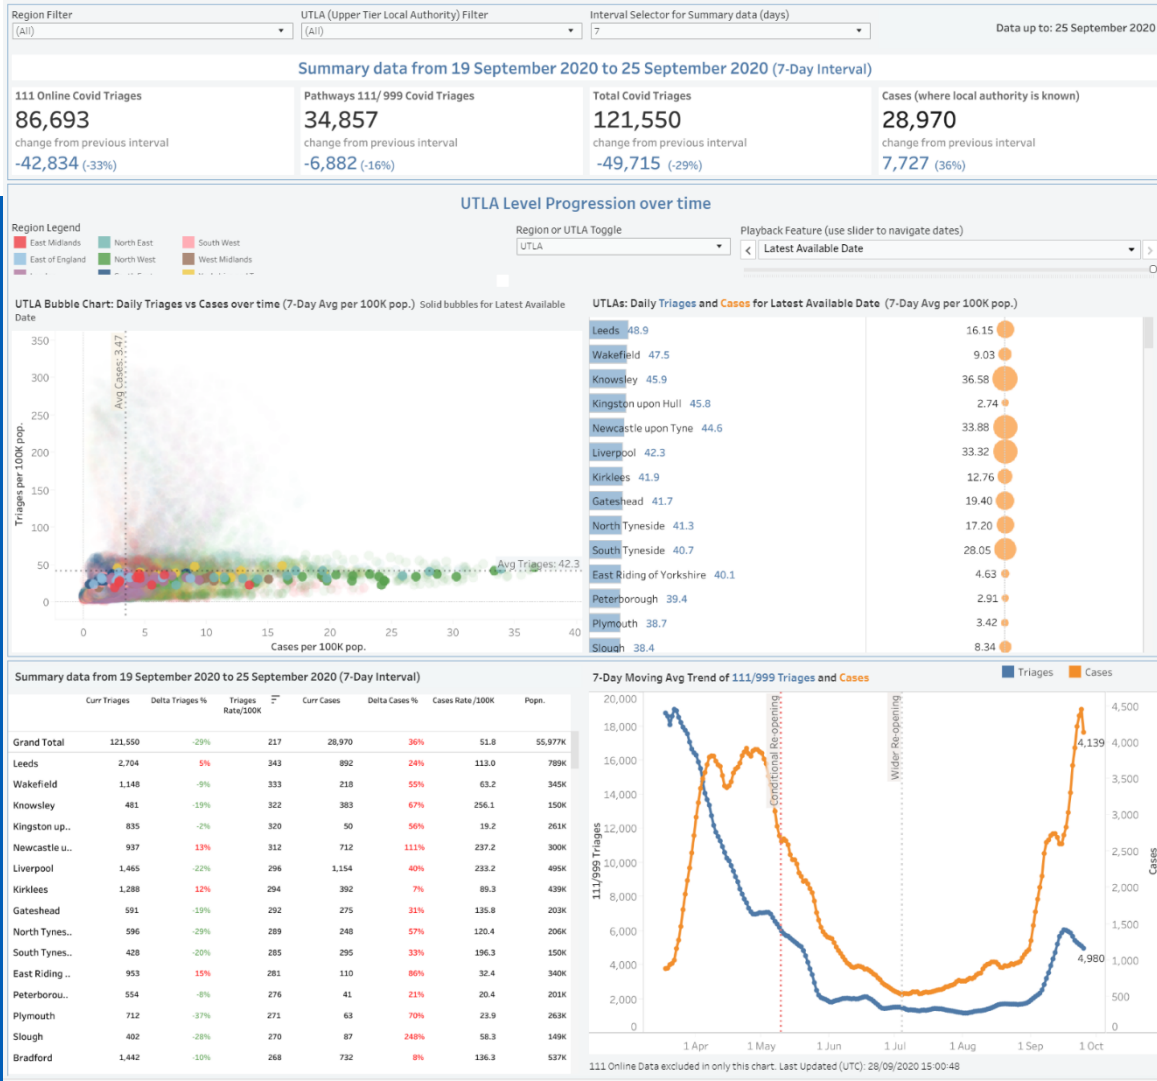 Region Filter
UTLA (Upper Tier Local Authority) Filter
Interval Selector for Summary data (days)
(All)
(All)
7
Data up to: 25 September 2020
Summary data from 19 September 2020 to 25 September 2020 (7-Day Interval)
111 Online Covid Triages
86,693
change from previous interval
-42,834 (-33%)
Pathways 111/ 999 Covid Triages
34,857
change from previous interval
-6,882 (-16%)
Total Covid Triages
121,550
change from previous interval
-49,715 (-29%)
Cases (where local authority is known)
28,970
change from previous interval
7,727 (36%)
UTLA Level Progression over time
Region Legend
East Midlands North East South West
East of England North West West Midlands
Region or UTLA Toggle
UTLA
Playback Feature (use slider to navigate dates)
Latest Available Date
UTLA Bubble Chart: Daily Triages vs Cases over time (7-Day Avg per 100K pop.) Solid bubbles for Latest Available
Date
Triages per 100K pop.
350
300
250
200
150
100
50
0
Avg Cases: 3.47
Avg Triages: 42.3
0 5 10 15 20 25 30 35 40
Cases per 100K pop.
UTLAs: Daily Triages and Cases for Latest Available Date (7-Day Avg per 100K pop.)
Leeds 48.9 16.15
Wakefield 47.5 9.03
Knowsley 45.9 36.58
Kingston upon Hull 45.8 2.74
Newcastle upon Tyne 44.6 33.88
Liverpool 42.3 33.32
Kirklees 41.9 12.76
Gateshead 41.7 19.40
North Tyneside 41.3 17.20
South Tyneside 40.7 28.05
East Riding of Yorkshire 40.1 4.63
Peterborough 39.4 2.91
Plymouth 38.7 3.42
Slough 38.4 8.34
Summary data from 19 September 2020 to 25 September 2020 (7-Day Interval)
Curr Triages Delta Triages % Triages Rate/100K Curr Cases Delta Cases % Cases Rate /100K Popn.
Grand Total 121,550 -29% 217 28,970 36% 51.8 55,977K
Leeds 2,704 5% 343 892 24% 113.0 789K
Wakefield 1,148 -9% 333 218 55% 63.2 345K
Knowsley 481 -19% 322 383 67% 256.1 150K
Kingston up.. 835 -2% 320 50 56% 19.2 261K
Newcastle u.. 937 13% 312 712 111% 237.2 300K
Liverpool 1,465 -22% 296 1,154 40% 233.2 495K
Kirklees 1,288 12% 294 392 7% 89.3 439K
Gateshead 591 -19% 292 275 31% 135.8 203K
North Tynes.. 596 -29% 289 248 57% 120.4 206K
South Tynes.. 428 -20% 285 295 33% 196.3 150K
East Riding .. 953 15% 281 110 86% 32.4 340K
Peterborou.. 554 -8% 276 41 21% 20.4 201K
Plymouth 712 -37% 271 63 70% 23.9 263K
Slough 402 -28% 270 87 248% 58.3 149K
Bradford 1,442 -10% 268 732 8% 136.3 537K
7-Day Moving Avg Trend of 111/999 Triages and Cases
Triages Cases
111/999 Triages
20,000
18,000
16,000
14,000
12,000
10,000
8,000
6,000
4,000
2,000
0
Conditional Re-opening
Wider Re-opening
4,139
4,980
4,500
4,000
3,500
3,000
2,500
2,000
1,500
1,000
500
0
Cases
1 Apr 1 May 1 Jun 1 Jul 1 Aug 1 Sep 1 Oct
111 Online Data excluded in only this chart. Last Updated (UTC): 28/09/2020 15:00:48